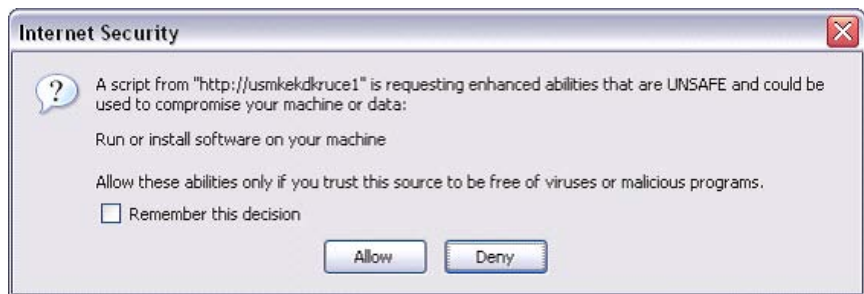 Internet Security
A script from "http://usmkekdkruce1" is requesting enhanced abilities that are UNSAFE and could be
used to compromise your machine or data:
Run or install software on your machine
Allow these abilities only if you trust this source to be free of viruses or malicious programs.
Remember this decision
Allow Deny